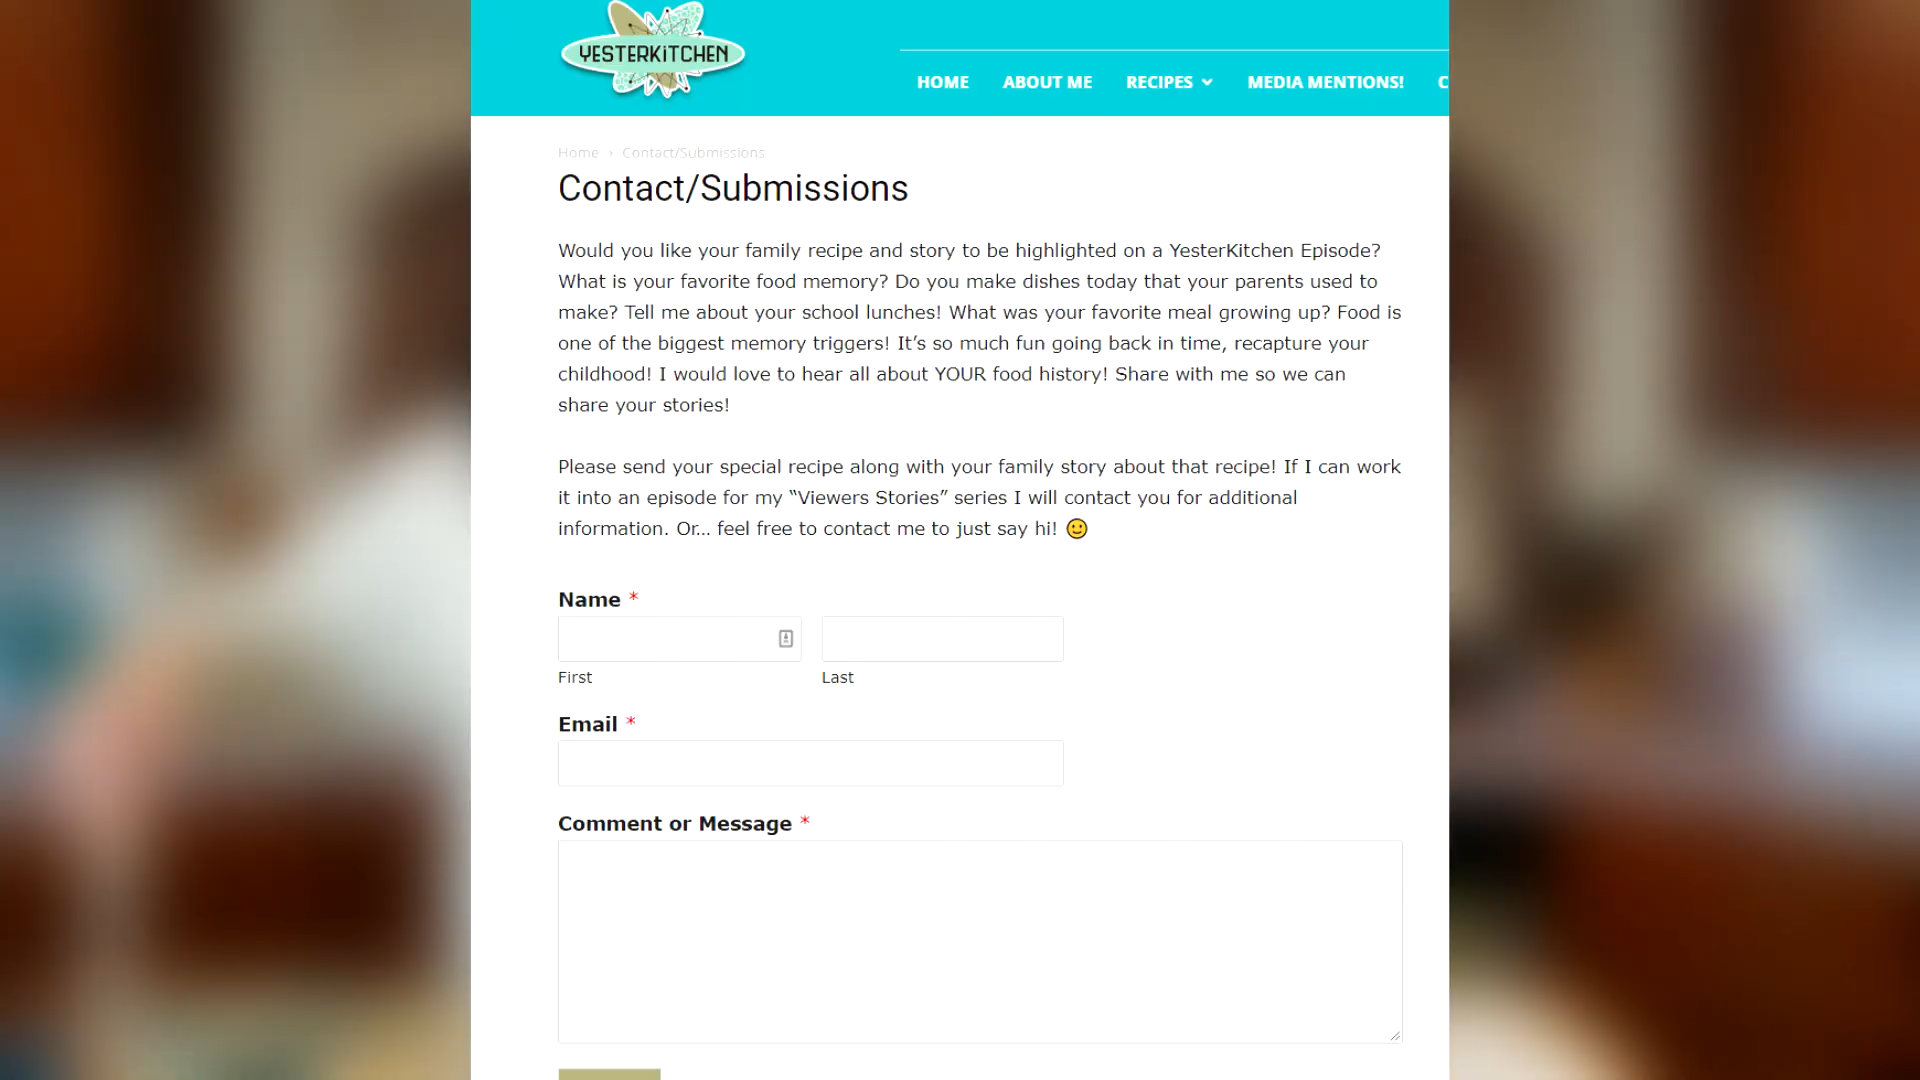 YESTERKiTCHEN
HOME ABOUT ME RECIPES MEDIA MENTIONS! C
Home › Contact/Submissions
Contact/Submissions
Would you like your family recipe and story to be highlighted on a YesterKitchen Episode?
What is your favorite food memory? Do you make dishes today that your parents used to
make? Tell me about your school lunches! What was your favorite meal growing up? Food is
one of the biggest memory triggers! It’s so much fun going back in time, recapture your
childhood! I would love to hear all about YOUR food history! Share with me so we can
share your stories!
Please send your special recipe along with your family story about that recipe! If I can work
it into an episode for my “Viewers Stories” series I will contact you for additional
information. Or… feel free to contact me to just say hi! 🙂
Name *
First Last
Email *
Comment or Message *